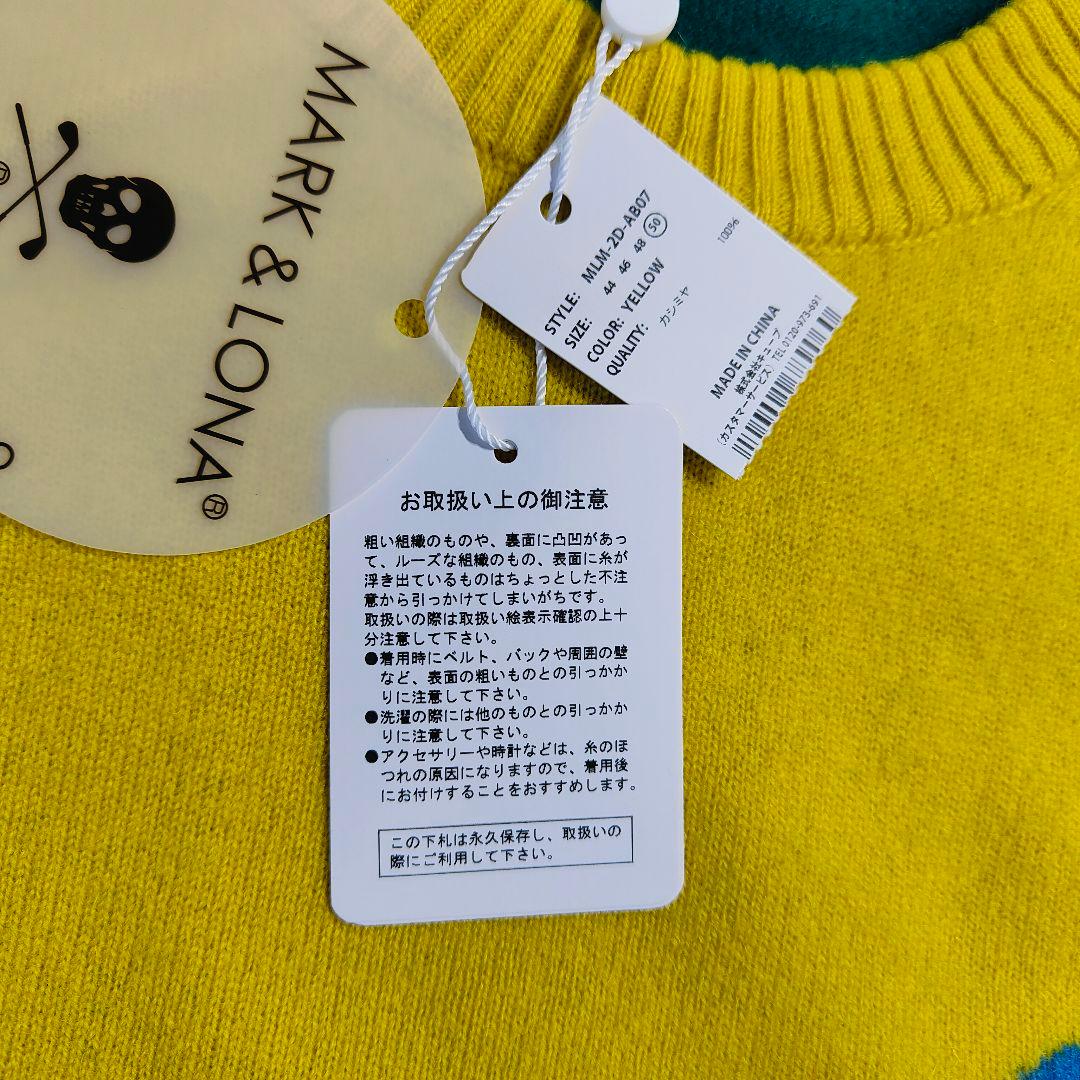 MARK & LONA®
®
STYLE: MLM-2D-AB07
SIZE: 44 46 48 50
COLOR: YELLOW
QUALITY: カシミヤ 100%
MADE IN CHINA
株式会社キューブ
(カスタマーサービス) TEL 0120-973-691
お取扱い上の御注意
粗い組織のものや、裏面に凸凹があっ
て、ルーズな組織のもの、表面に糸が
浮き出ているものはちょっとした不注
意から引っかけてしまいがちです。
取扱いの際は取扱い絵表示確認の上十
分注意して下さい。
●着用時にベルト、バックや周囲の壁
など、表面の粗いものとの引っかか
りに注意して下さい。
●洗濯の際には他のものとの引っかか
りに注意して下さい。
●アクセサリーや時計などは、糸のほ
つれの原因になりますので、着用後
にお付けすることをおすすめします。
この下札は永久保存し、取扱いの
際にご利用して下さい。